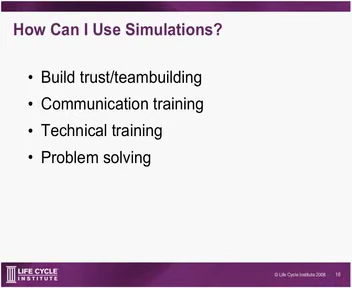 How Can I Use Simulations?
• Build trust/teambuilding
• Communication training
• Technical training
• Problem solving
LIFE CYCLE
INSTITUTE
© Life Cycle Institute 2008